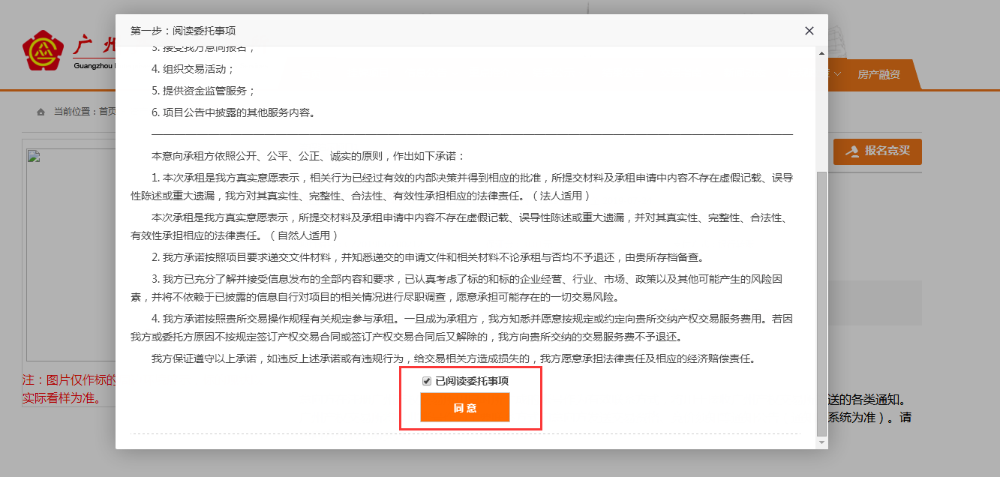 第一步：阅读委托事项
广 州
Guangzhou
房产融资
当前位置：首页
报名竞买
3. 接受我方意向报名；
4. 组织交易活动；
5. 提供资金监管服务；
6. 项目公告中披露的其他服务内容。
本意向承租方依照公开、公平、公正、诚实的原则，作出如下承诺：
1. 本次承租是我方真实意愿表示，相关行为已经过有效的内部决策并得到相应的批准，所提交材料及承租申请中内容不存在虚假记载、误导
性陈述或重大遗漏，我方对其真实性、完整性、合法性、有效性承担相应的法律责任。（法人适用）
本次承租是我方真实意愿表示，所提交材料及承租申请中内容不存在虚假记载、误导性陈述或重大遗漏，并对其真实性、完整性、合法性、
有效性承担相应的法律责任。（自然人适用）
2. 我方承诺按照项目要求递交文件材料，并知悉递交的申请文件和相关材料不论承租与否均不予退还，由贵所存档备查。
3. 我方已充分了解并接受信息发布的全部内容和要求，已认真考虑了标的和标的企业经营、行业、市场、政策以及其他可能产生的风险因
素，并将不依赖于已披露的信息自行对项目的相关情况进行尽职调查，愿意承担可能存在的一切交易风险。
4. 我方承诺按照贵所交易操作规程有关规定参与承租。一旦成为承租方，我方知悉并愿意按规定或约定向贵所交纳产权交易服务费用。若因
我方或委托方原因不按规定签订产权交易合同或签订产权交易合同后又解除的，我方向贵所交纳的交易服务费不予退还。
我方保证遵守以上承诺，如违反上述承诺或有违规行为，给交易相关方造成损失的，我方愿意承担法律责任及相应的经济赔偿责任。
已阅读委托事项
同 意
注：图片仅作标的
实际看样为准。
送的各类通知。
系统为准）。请